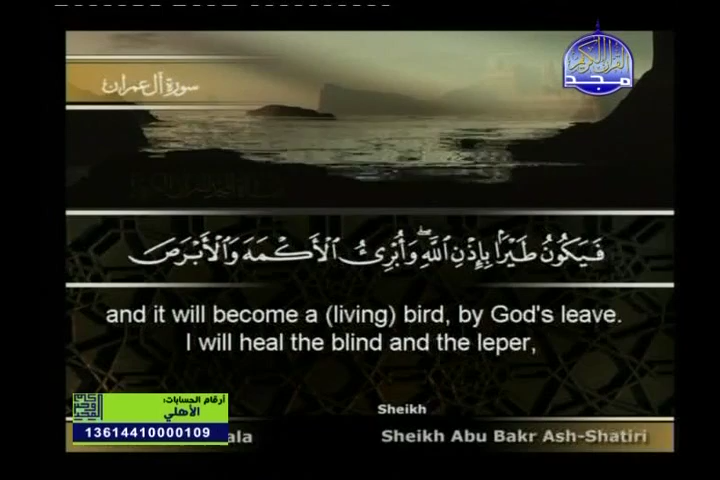 سورة آل عمران
القرآن الكريم
مجد
فَيَكُونُ طَيْرًا بِإِذْنِ اللَّهِ ۖ وَأُبْرِئُ الْأَكْمَهَ وَالْأَبْرَصَ
and it will become a (living) bird, by God's leave.
I will heal the blind and the leper,
أرقام الحسابات:
الأهلي
13614410000109
ala
Sheikh
Sheikh Abu Bakr Ash-Shatiri